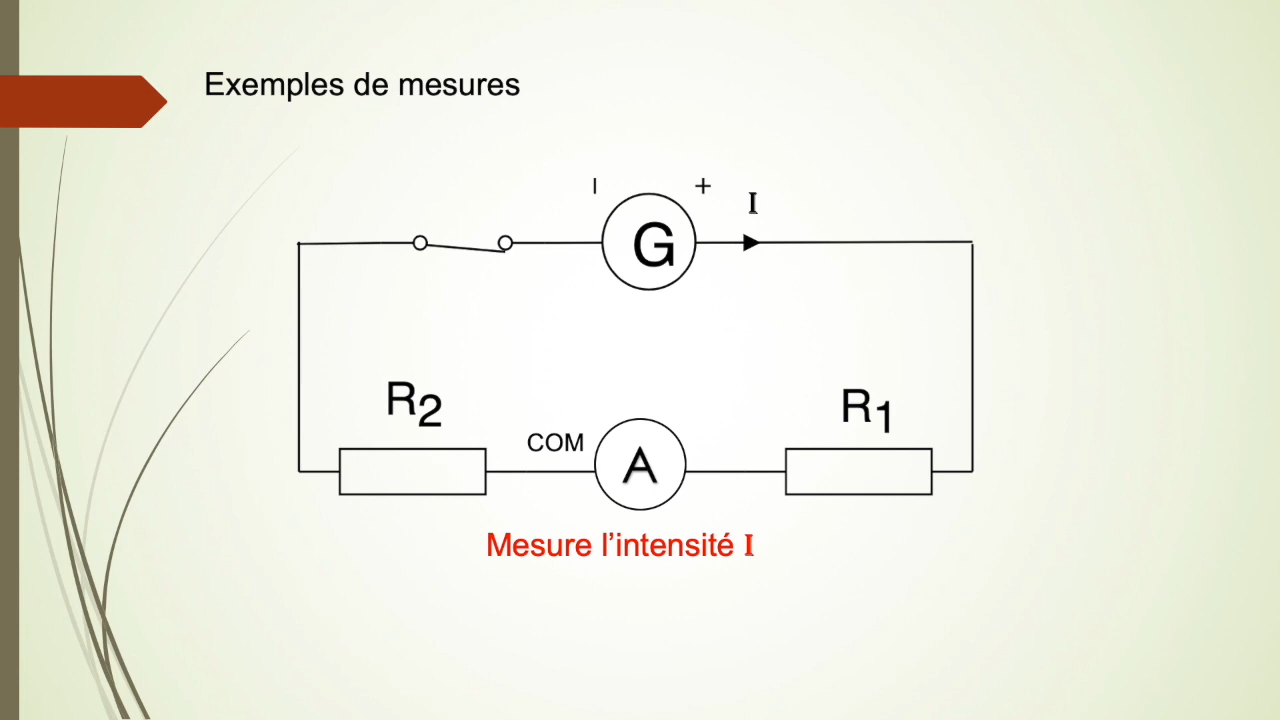 Exemples de mesures
I +
I
G
R2
R1
COM
A
Mesure l’intensité I